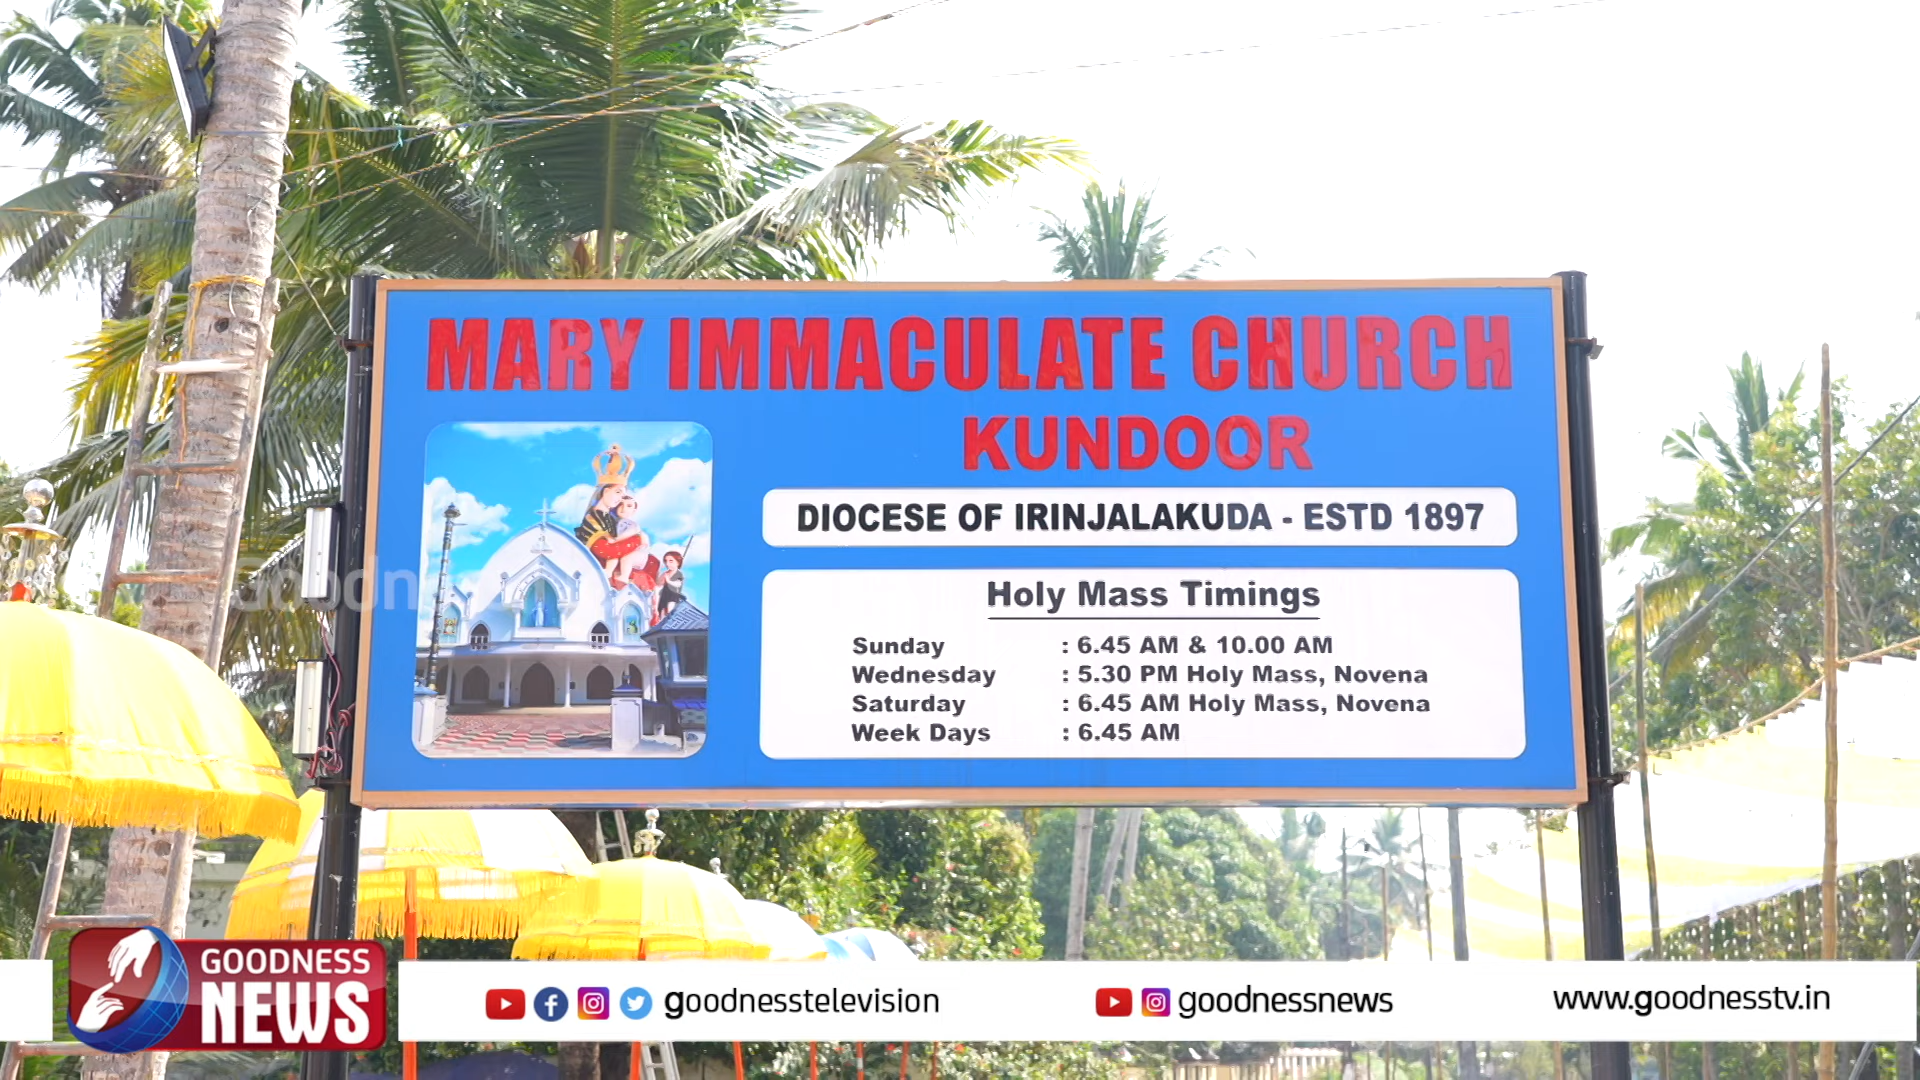 MARY IMMACULATE CHURCH
KUNDOOR
DIOCESE OF IRINJALAKUDA - ESTD 1897
Holy Mass Timings
Sunday : 6.45 AM & 10.00 AM
Wednesday : 5.30 PM Holy Mass, Novena
Saturday : 6.45 AM Holy Mass, Novena
Week Days : 6.45 AM
GOODNESS
NEWS
goodnesstelevision
goodnessnews
www.goodnesstv.in